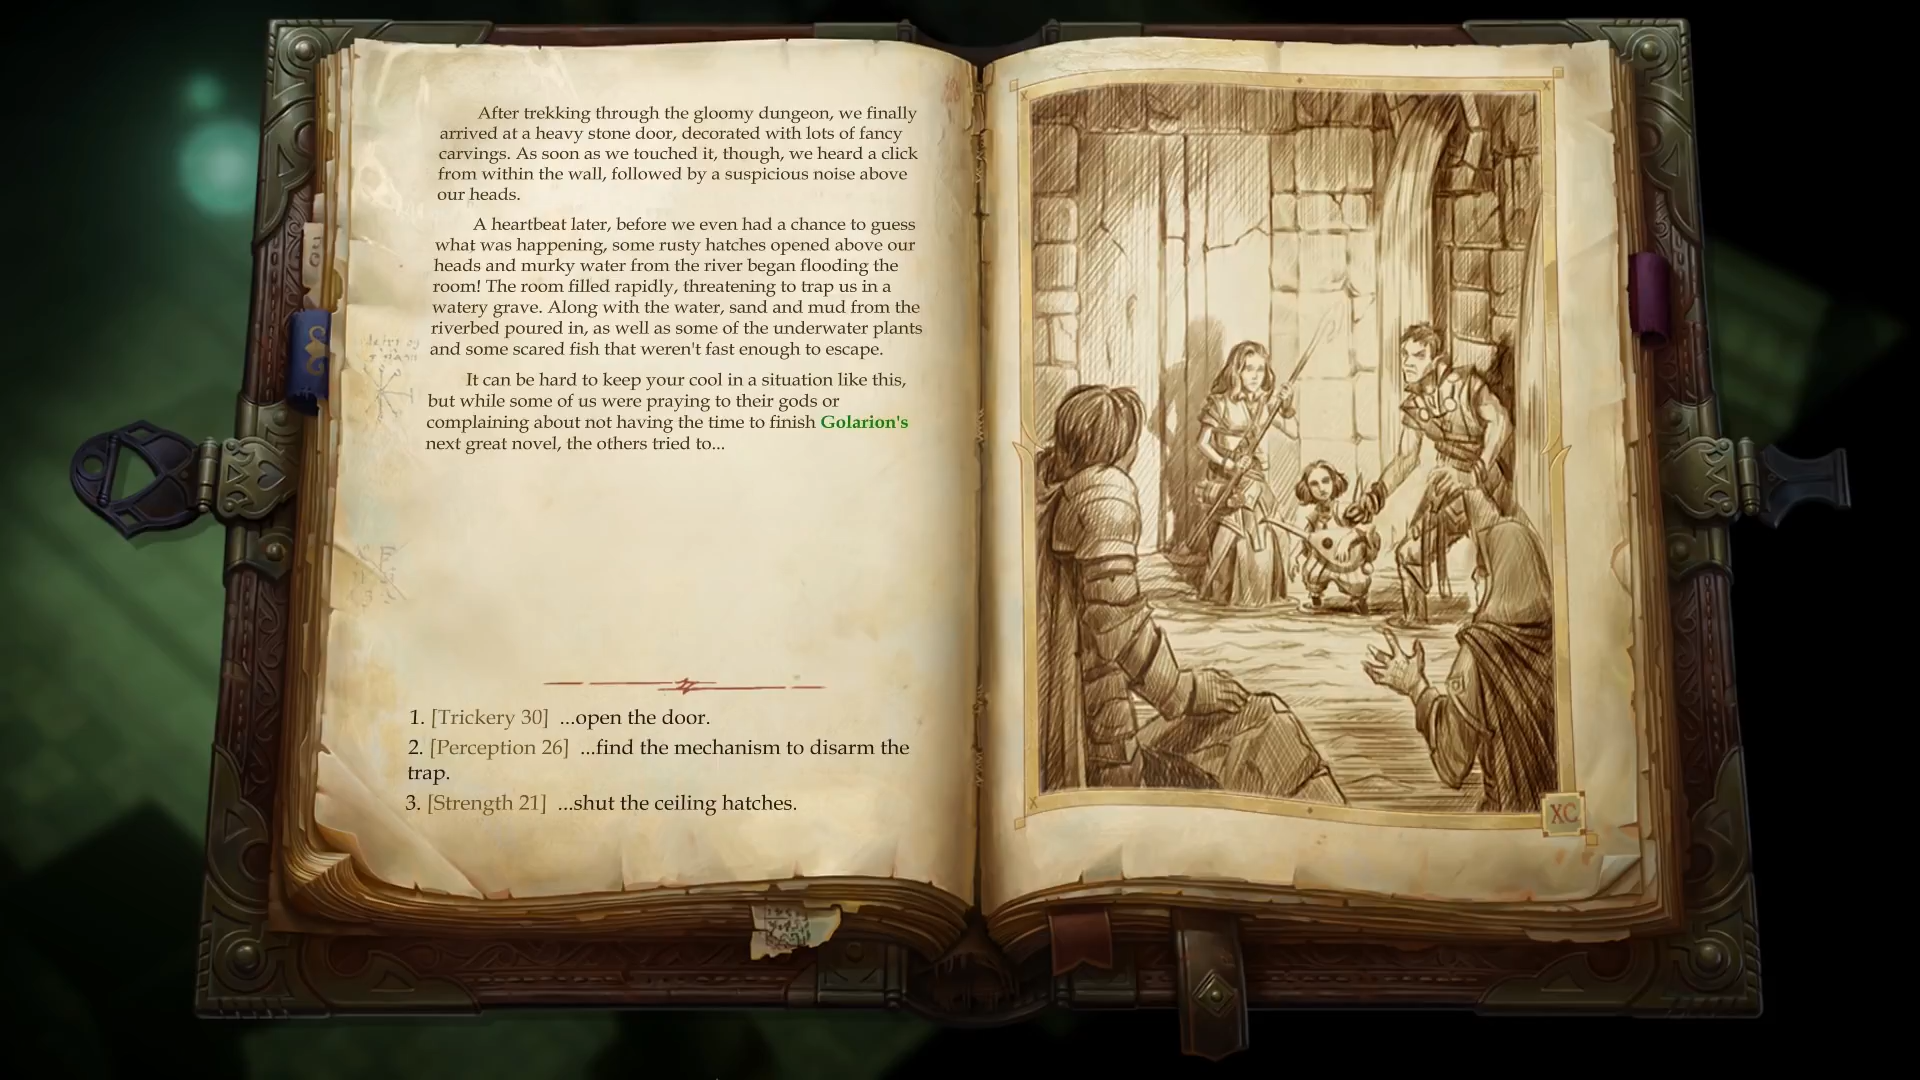 After trekking through the gloomy dungeon, we finally
arrived at a heavy stone door, decorated with lots of fancy
carvings. As soon as we touched it, though, we heard a click
from within the wall, followed by a suspicious noise above
our heads.
A heartbeat later, before we even had a chance to guess
what was happening, some rusty hatches opened above our
heads and murky water from the river began flooding the
room! The room filled rapidly, threatening to trap us in a
watery grave. Along with the water, sand and mud from the
riverbed poured in, as well as some of the underwater plants
and some scared fish that weren't fast enough to escape.
It can be hard to keep your cool in a situation like this,
but while some of us were praying to their gods or
complaining about not having the time to finish Golarion's
next great novel, the others tried to...
1. [Trickery 30] ...open the door.
2. [Perception 26] ...find the mechanism to disarm the
trap.
3. [Strength 21] ...shut the ceiling hatches.
XC